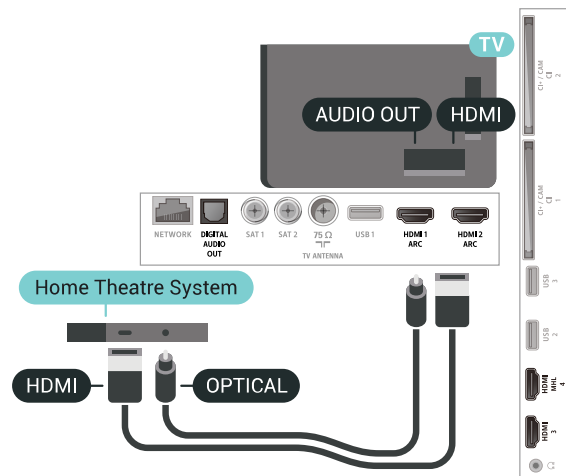 TV
AUDIO OUT
HDMI
NETWORK
DIGITAL
AUDIO
OUT
SAT 1
SAT 2
75 Ω
TV ANTENNA
USB 1
HDMI 1
ARC
HDMI 2
ARC
Home Theatre System
HDMI
OPTICAL
CI+ / CAM
CI 2
CI+ / CAM
CI 1
USB
3
USB
2
HDMI
MHL
4
HDMI
3